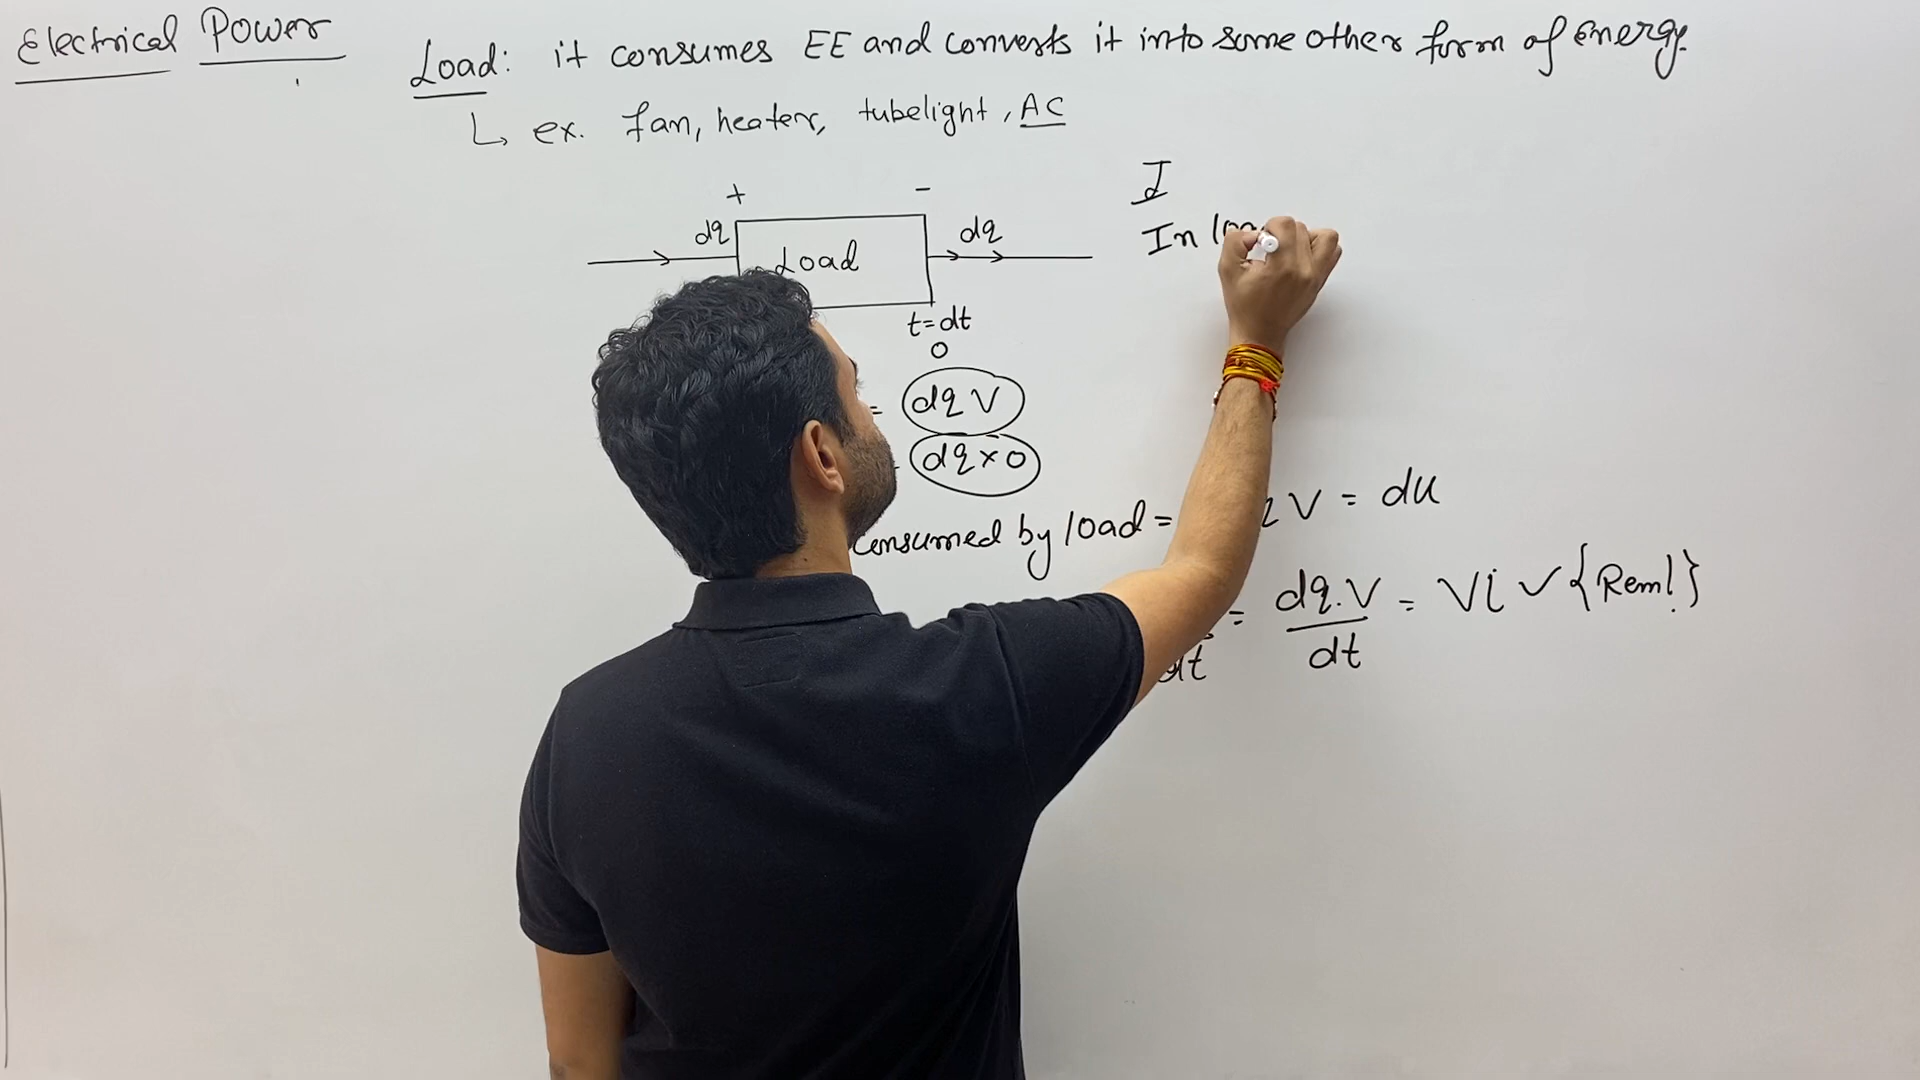 Electrical Power
Load: it consumes EE and converts it into some other form of energy.
↳ ex. fan, heater, tubelight, AC
+ -
dq Load dq
t=dt
0
= dqV
dq×0
consumed by load = V = du
dt = dq.V/dt = Vi ✓ {Rem!}
I
In